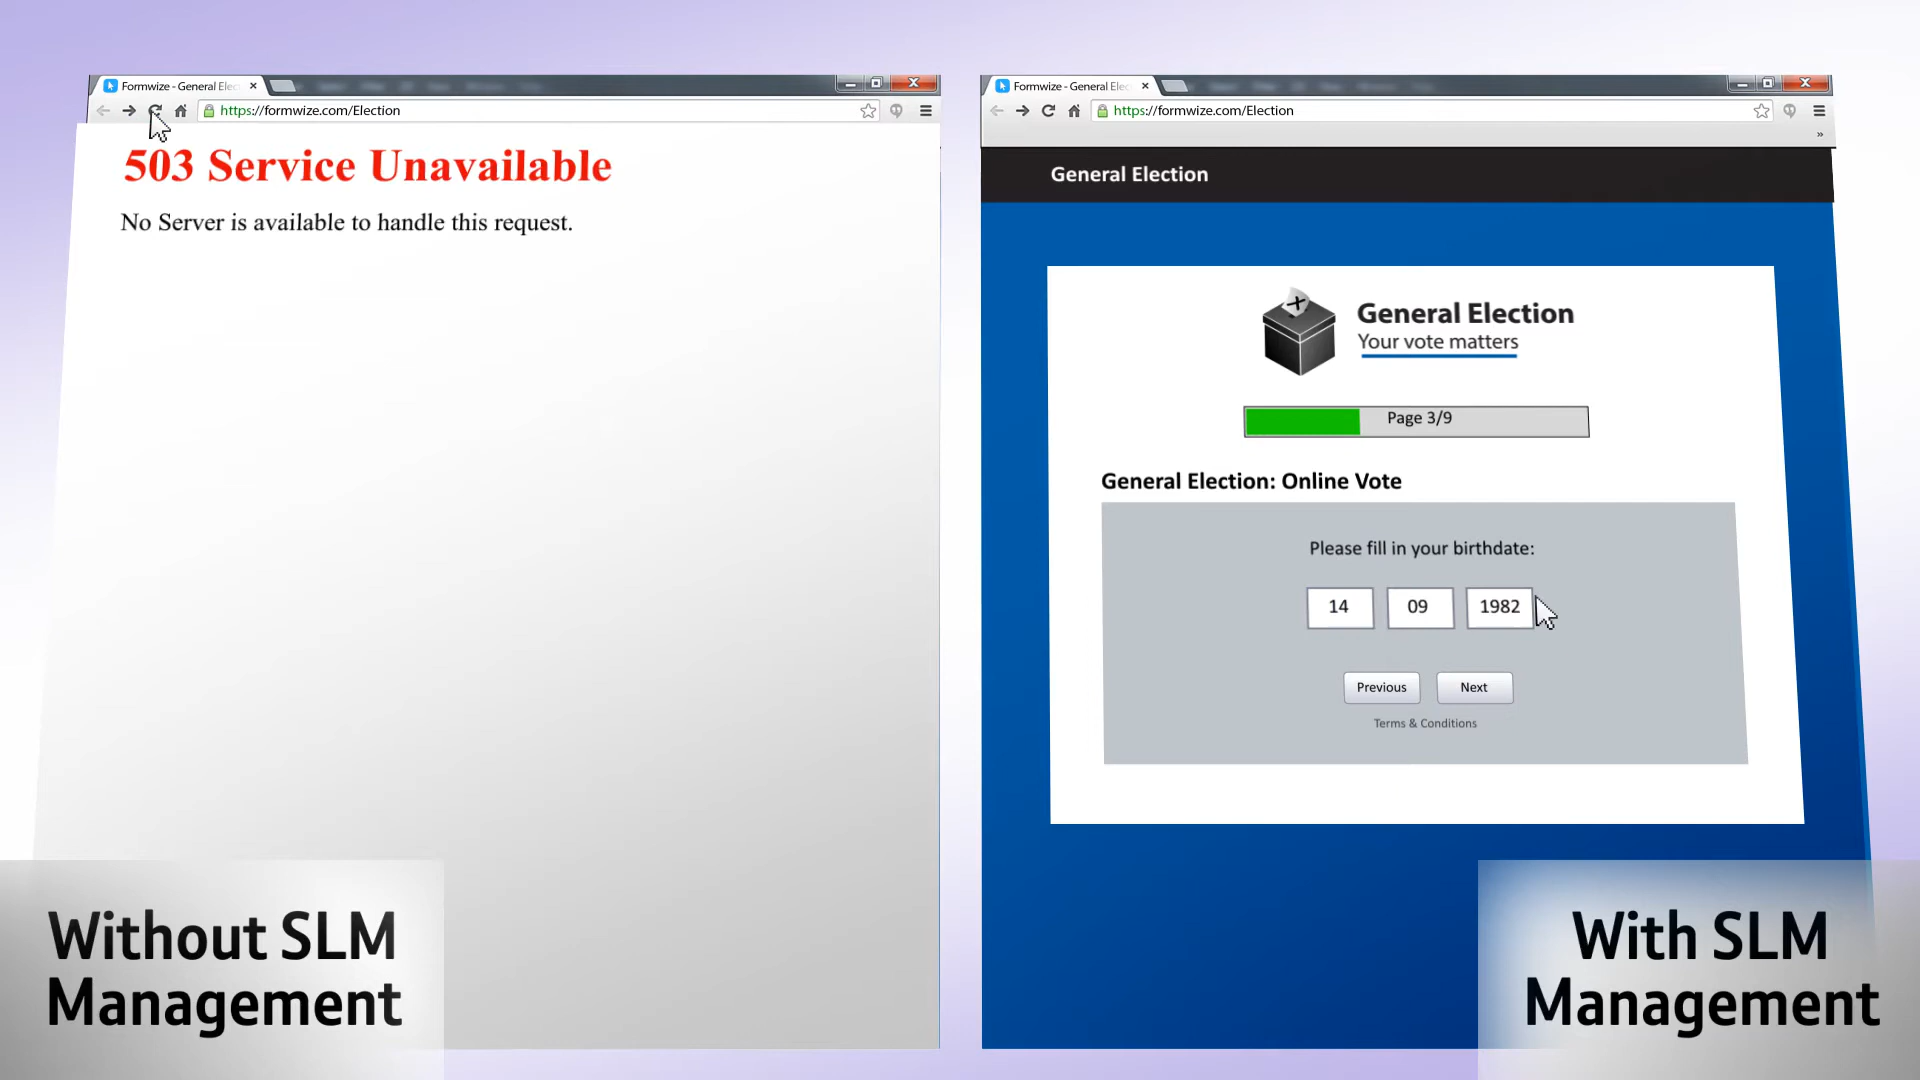 Formwize - General Elec
https://formwize.com/Election
503 Service Unavailable
No Server is available to handle this request.
Without SLM
Management
Formwize - General Elec
https://formwize.com/Election
»
General Election
General Election
Your vote matters
Page 3/9
General Election: Online Vote
Please fill in your birthdate:
14 09 1982
Previous Next
Terms & Conditions
With SLM
Management